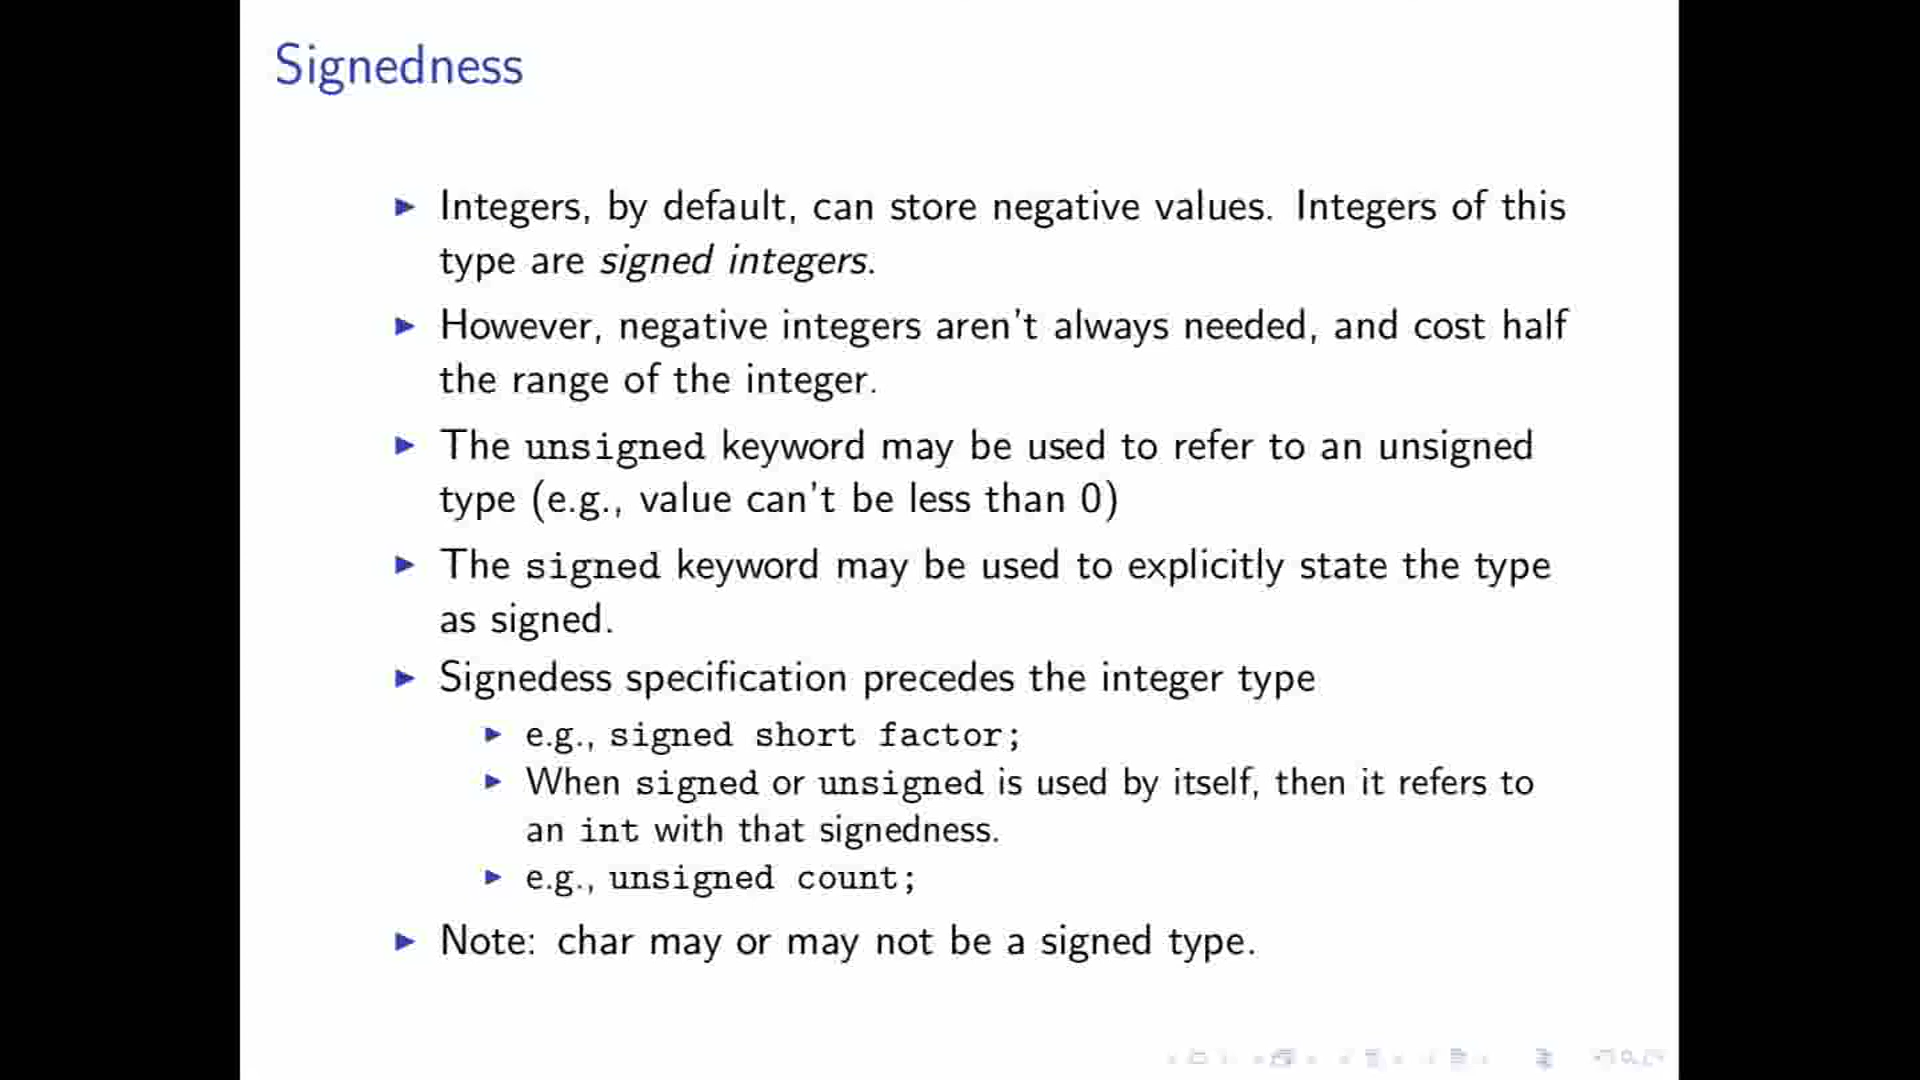 Signedness
▶ Integers, by default, can store negative values. Integers of this
type are signed integers.
▶ However, negative integers aren't always needed, and cost half
the range of the integer.
▶ The unsigned keyword may be used to refer to an unsigned
type (e.g., value can't be less than 0)
▶ The signed keyword may be used to explicitly state the type
as signed.
▶ Signedess specification precedes the integer type
▶ e.g., signed short factor;
▶ When signed or unsigned is used by itself, then it refers to
an int with that signedness.
▶ e.g., unsigned count;
▶ Note: char may or may not be a signed type.